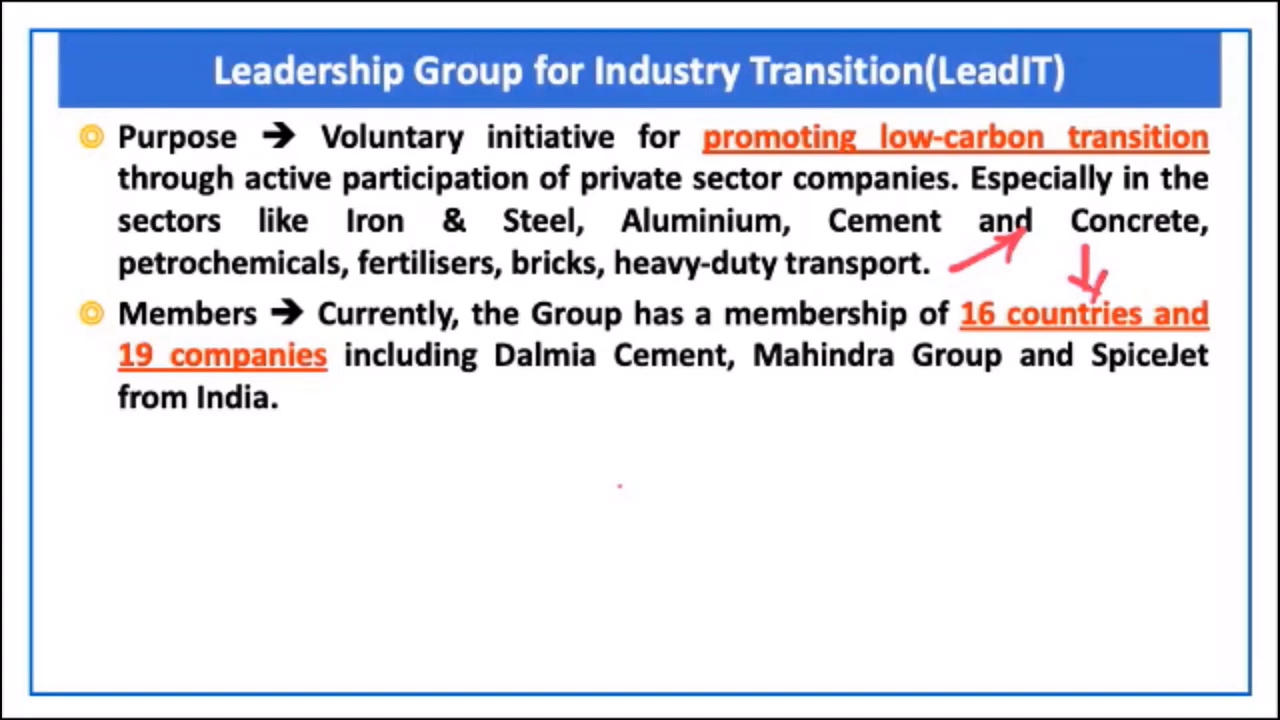 Leadership Group for Industry Transition(LeadIT)
Purpose ➔ Voluntary initiative for promoting low-carbon transition
through active participation of private sector companies. Especially in the
sectors like Iron & Steel, Aluminium, Cement and Concrete,
petrochemicals, fertilisers, bricks, heavy-duty transport.
Members ➔ Currently, the Group has a membership of 16 countries and
19 companies including Dalmia Cement, Mahindra Group and SpiceJet
from India.